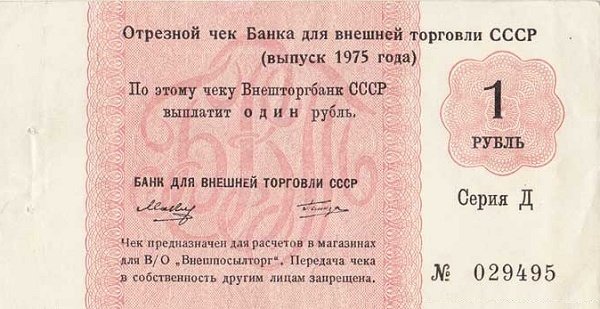 Отрезной чек Банка для внешней торговли СССР
(выпуск 1975 года)
По этому чеку Внешторгбанк СССР
выплатит один рубль.
1
РУБЛЬ
БАНК ДЛЯ ВНЕШНЕЙ ТОРГОВЛИ СССР
Серия Д
Чек предназначен для расчетов в магазинах
для В/О „Внешпосылторг". Передача чека
в собственность другим лицам запрещена.
№ 029495